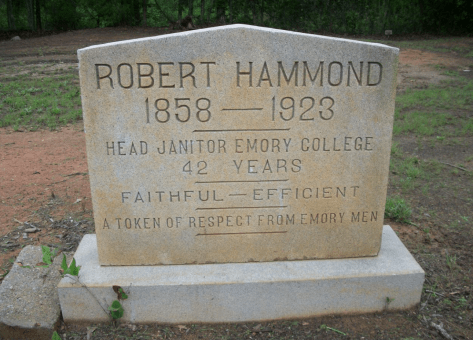 ROBERT HAMMOND
1858 — 1923
HEAD JANITOR EMORY COLLEGE
42 YEARS
FAITHFUL — EFFICIENT
A TOKEN OF RESPECT FROM EMORY MEN